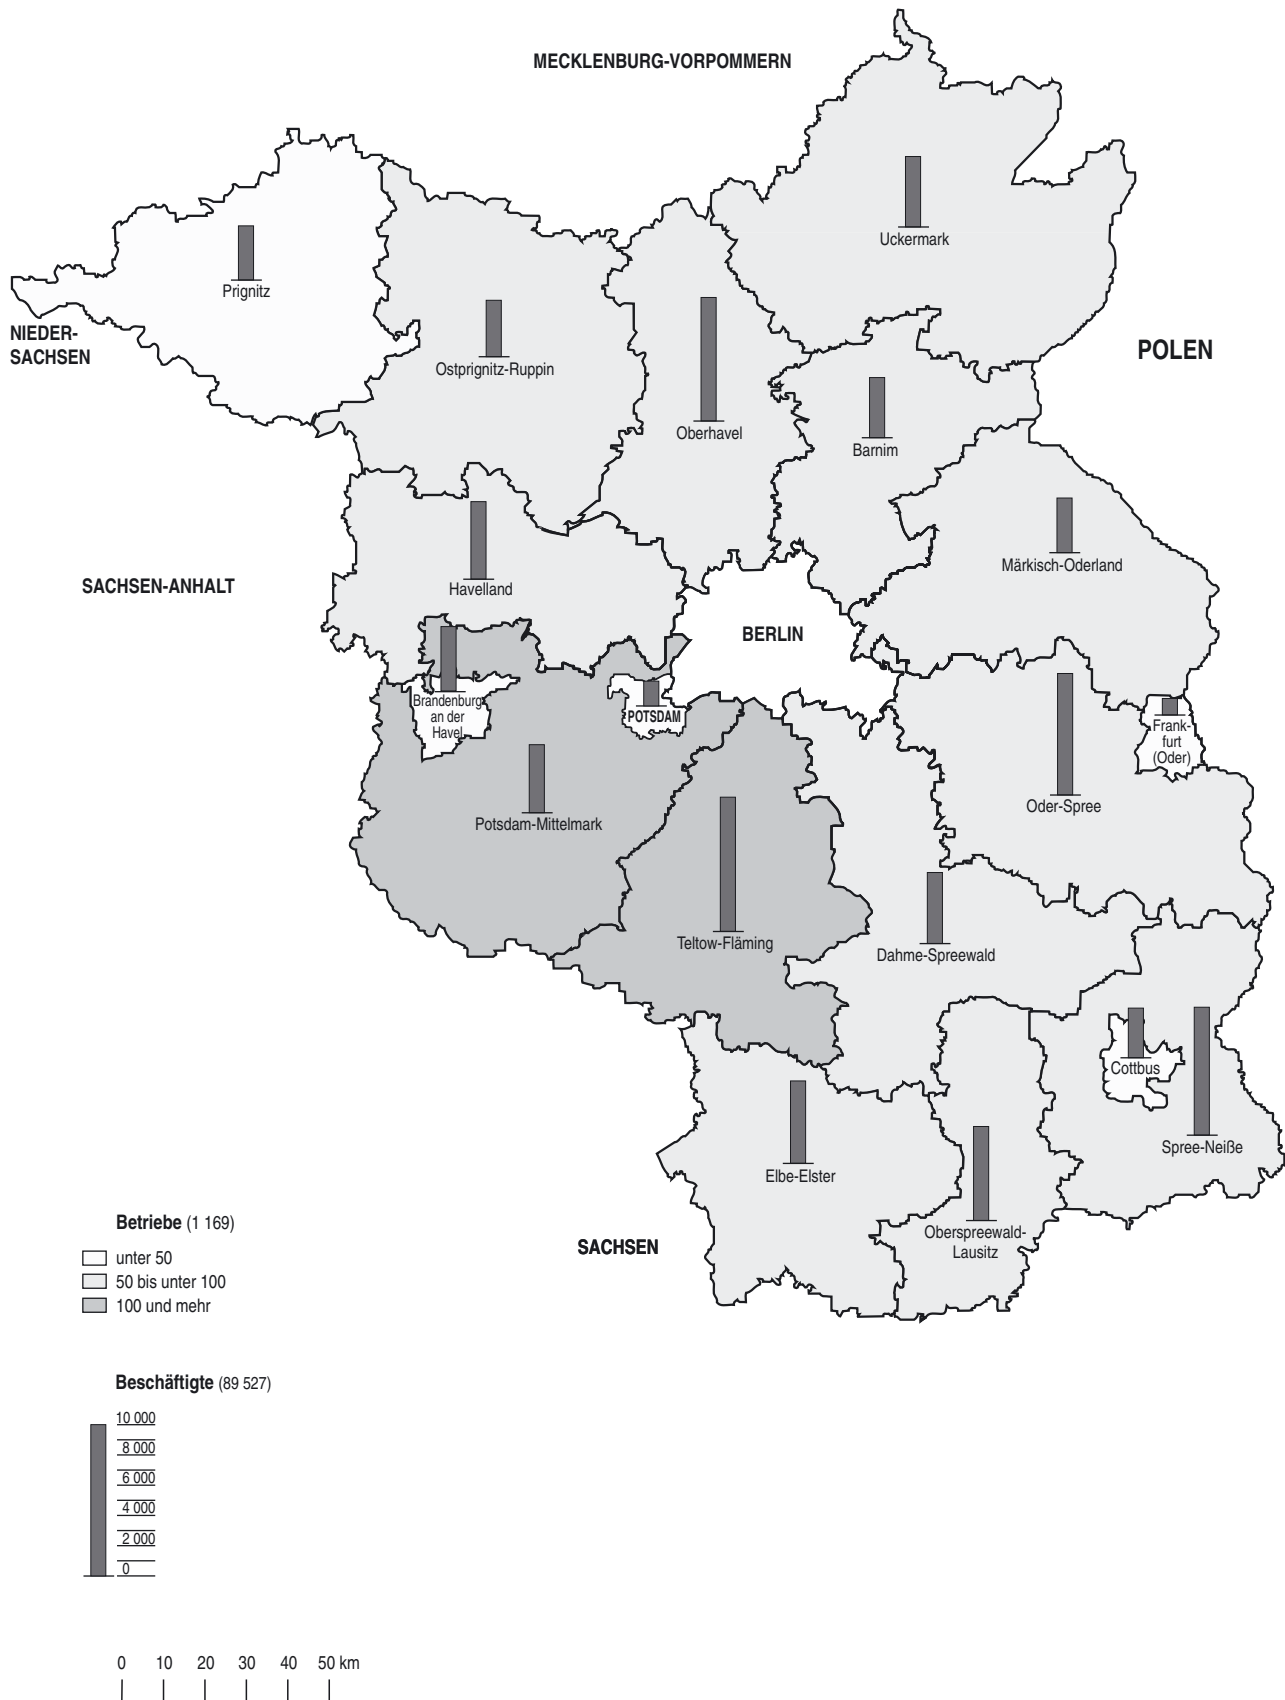 MECKLENBURG-VORPOMMERN
Uckermark
Prignitz
NIEDER-
SACHSEN
POLEN
Ostprignitz-Ruppin
Oberhavel
Barnim
Märkisch-Oderland
SACHSEN-ANHALT
Havelland
BERLIN
Brandenburg
an der
Havel
POTSDAM
Frank-
furt
(Oder)
Oder-Spree
Potsdam-Mittelmark
Teltow-Fläming
Dahme-Spreewald
Cottbus
Spree-Neiße
Elbe-Elster
Oberspreewald-
Lausitz
SACHSEN
Betriebe (1 169)
unter 50
50 bis unter 100
100 und mehr
Beschäftigte (89 527)
10 000
8 000
6 000
4 000
2 000
0
0 10 20 30 40 50 km